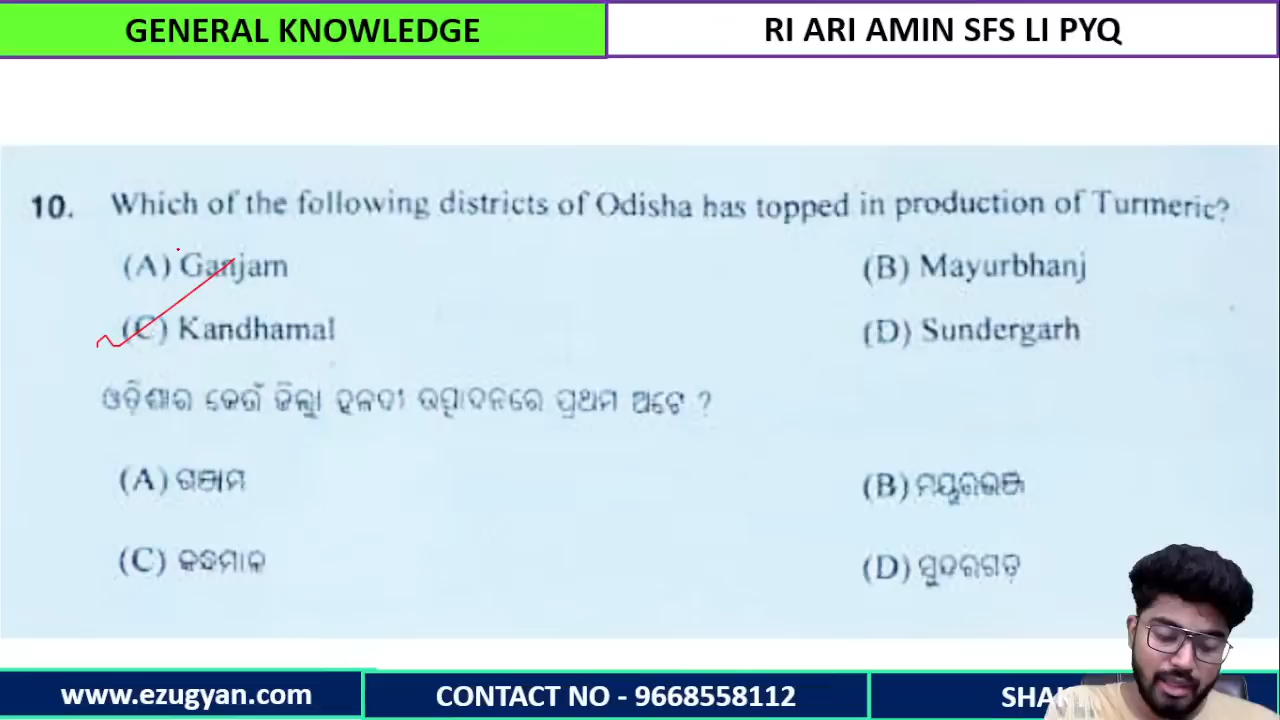 GENERAL KNOWLEDGE
RI ARI AMIN SFS LI PYQ
10. Which of the following districts of Odisha has topped in production of Turmeric?
(A) Ganjam (B) Mayurbhanj
(C) Kandhamal (D) Sundergarh
ଓଡ଼ିଶାର କେଉଁ ଜିଲ୍ଲା ହଳଦୀ ଉତ୍ପାଦନରେ ପ୍ରଥମ ଅଟେ ?
(A) ଗଞ୍ଜାମ (B) ମୟୂରଭଞ୍ଜ
(C) କନ୍ଧମାଳ (D) ସୁନ୍ଦରଗଡ଼
www.ezugyan.com CONTACT NO - 9668558112